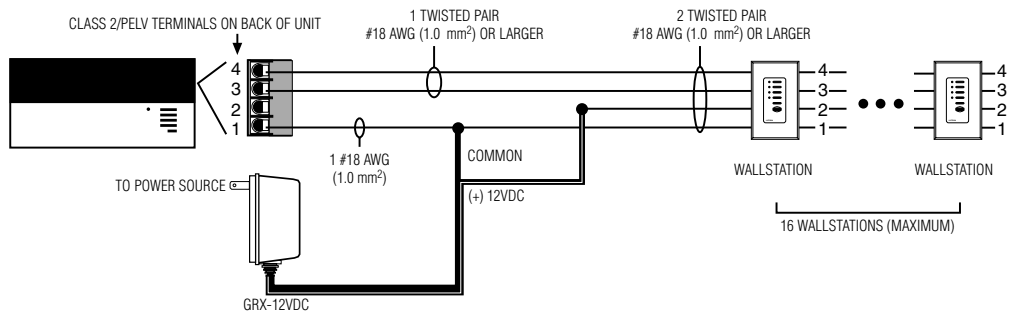 CLASS 2/PELV TERMINALS ON BACK OF UNIT
1 TWISTED PAIR
#18 AWG (1.0 mm²) OR LARGER
2 TWISTED PAIR
#18 AWG (1.0 mm²) OR LARGER
4
3
2
1
4
3
2
1
4
3
2
1
1 #18 AWG
(1.0 mm²)
COMMON
(+) 12VDC
WALLSTATION
WALLSTATION
TO POWER SOURCE
16 WALLSTATIONS (MAXIMUM)
GRX-12VDC